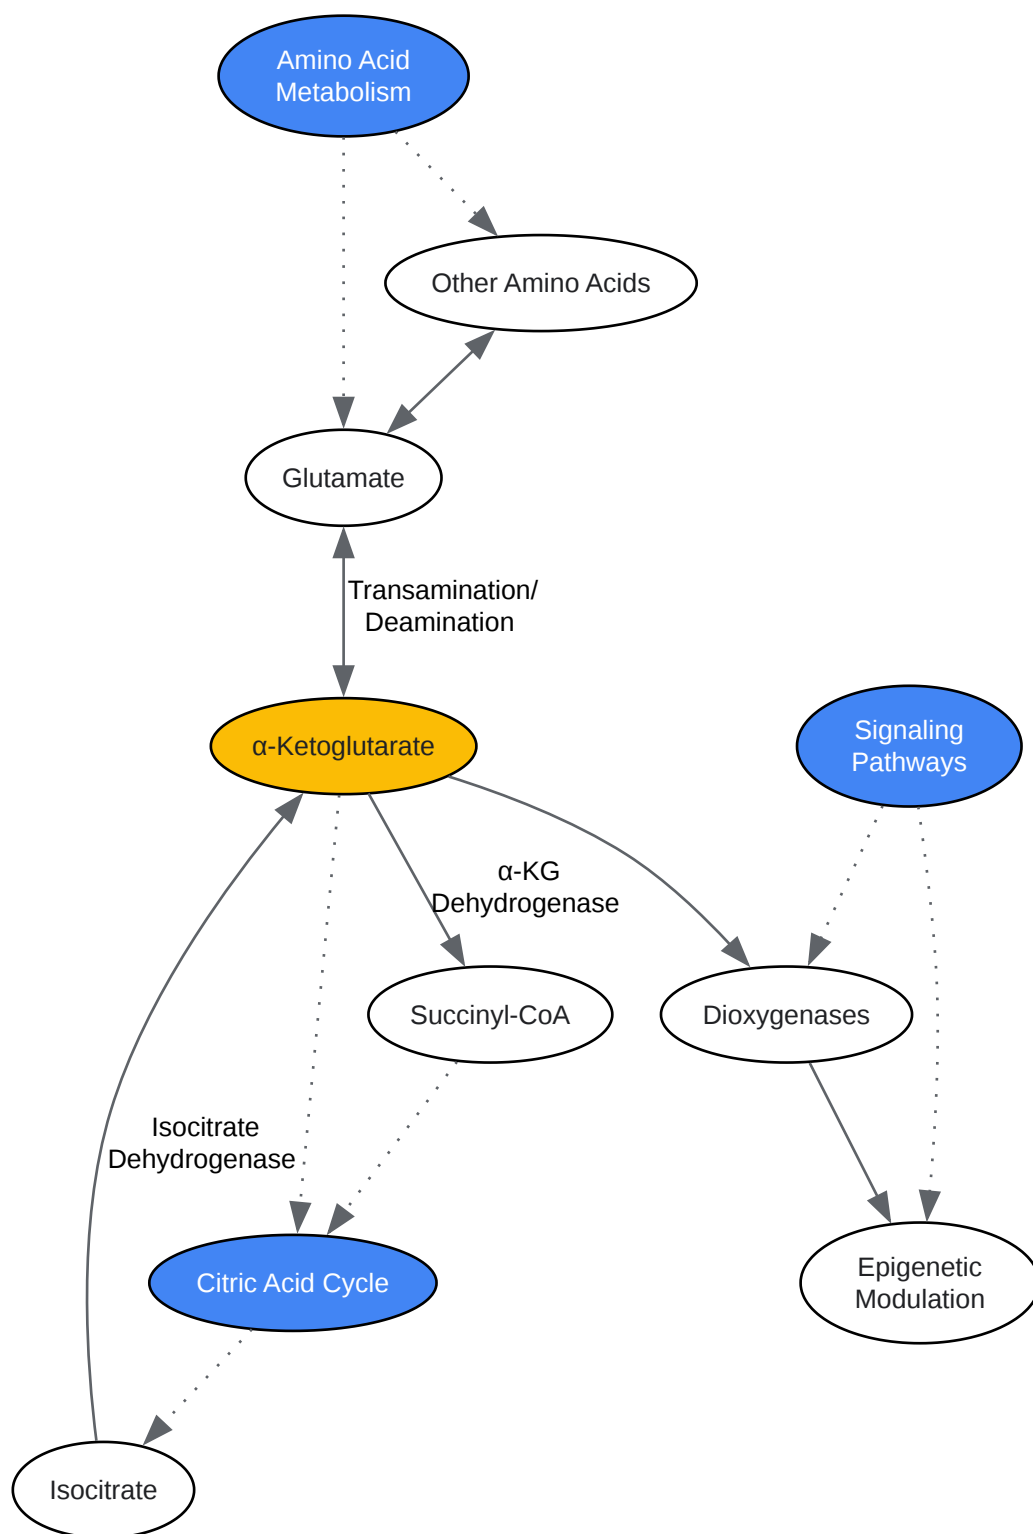 Amino Acid
Metabolism
Other Amino Acids
Glutamate
Transamination/
Deamination
α-Ketoglutarate
Signaling
Pathways
α-KG
Dehydrogenase
Succinyl-CoA
Dioxygenases
Isocitrate
Dehydrogenase
Citric Acid Cycle
Epigenetic
Modulation
Isocitrate